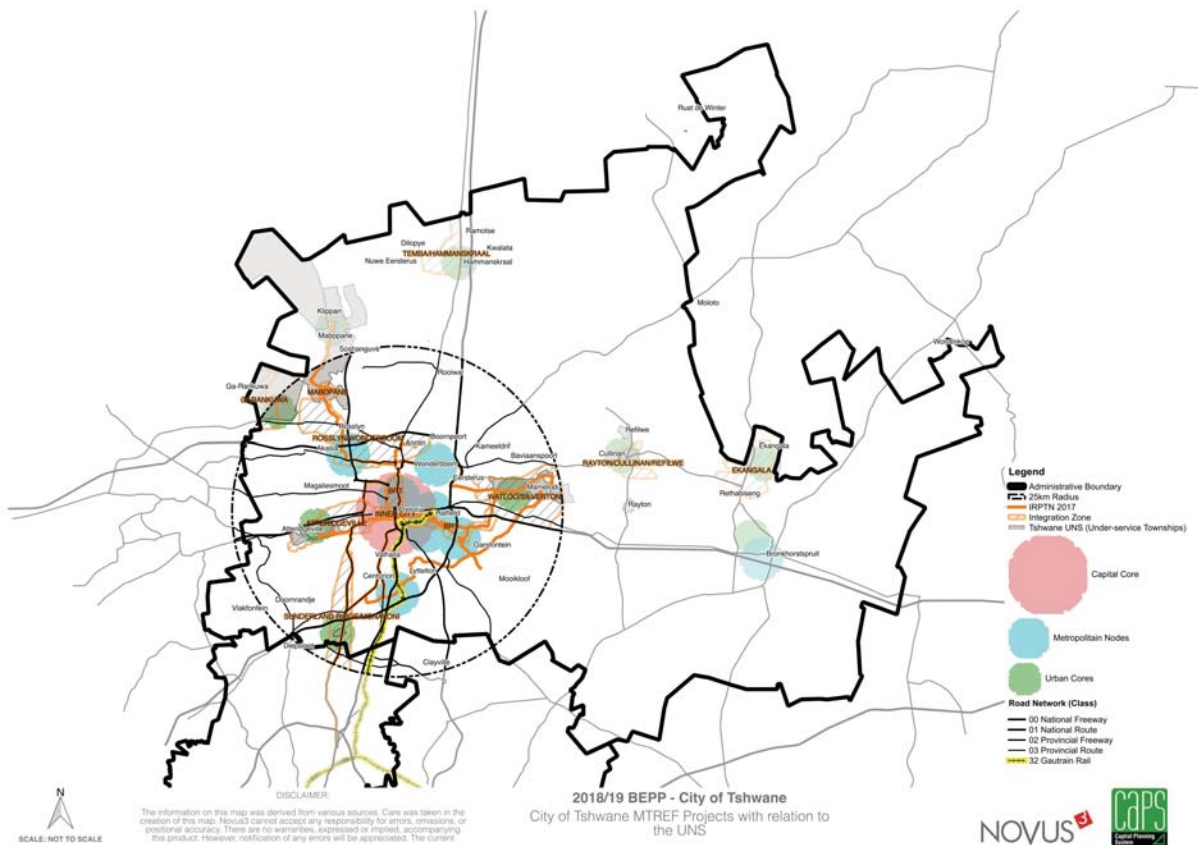 Rust de Winter
Ramotse
Dilopye
Kwalata
TEMBA/HAMMANSKRAAL
Nuwe Eersterus
Hammanskraal
Moloto
Klippan
Mabopane
Soshanguve
Rooiwal
Ga-Rankuwa
MABOPANE
Rosslyn
Boompoort
ROSSLYN/WONDERBOOM
Annlin
Akasia
Kameeldrif
Refilwe
Wonderboom
Baviaanspoort
Cullinan
Ekangala
RAYTON/CULLINAN/REFILWE
EKANGALA
Magaliesmoot
Eersterus
Mamelodi
WATLOO/SILVERTON
Rethabiseng
Rayton
Pretoria
INNER CITY
Hatfield
ATTERIDGEVILLE
Atteridgeville
BRT
Garsfontein
Bronkhorstspruit
Valhalla
Centurion
Lyttelton
Mooikloof
Doornrandje
Vlakfontein
Diepsloot
Clayville
Legend
Administrative Boundary
25km Radius
IRPTN 2017
Integration Zone
Tshwane UNS (Under-service Townships)
Capital Core
Metropolitain Nodes
Urban Cores
Road Network (Class)
00 National Freeway
01 National Route
02 Provincial Freeway
03 Provincial Route
32 Gautrain Rail
N
SCALE: NOT TO SCALE
DISCLAIMER:
The information on this map was derived from various sources. Care was taken in the
creation of this map. Novus3 cannot accept any responsibility for errors, omissions, or
positional accuracy. There are no warranties, expressed or implied, accompanying
this product. However, notification of any errors will be appreciated. The current
2018/19 BEPP - City of Tshwane
City of Tshwane MTREF Projects with relation to
the UNS
NOVUS3
CAPS
Capital Planning
System